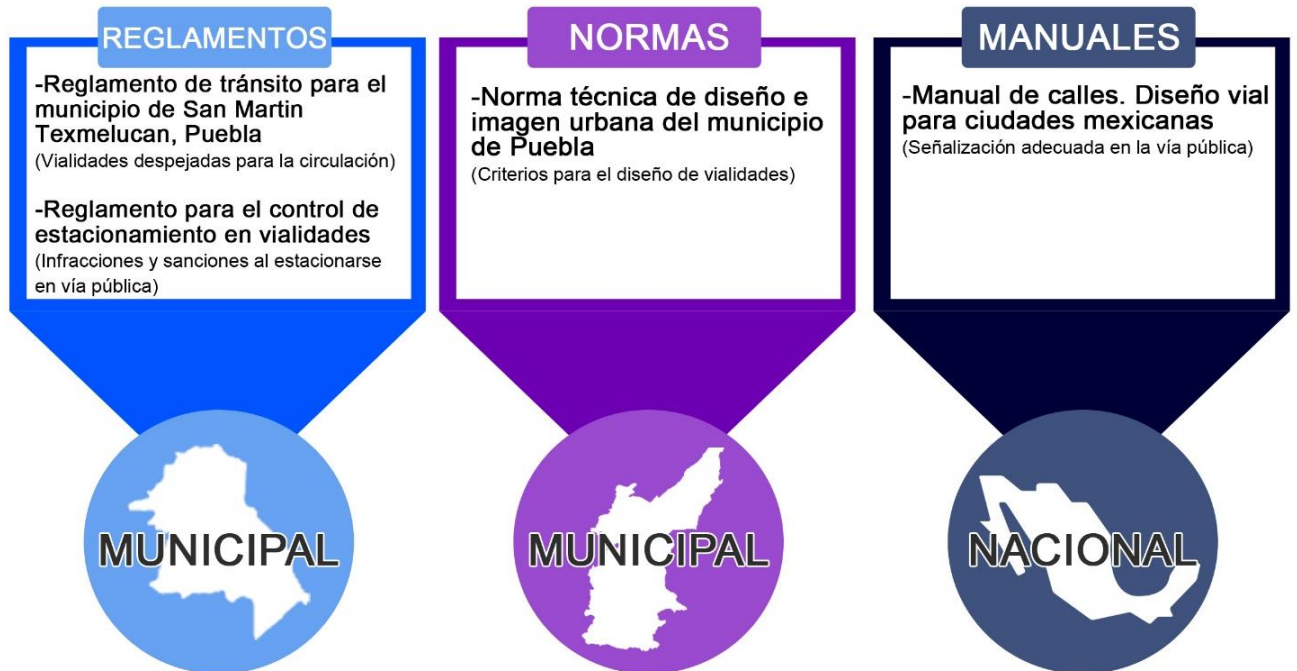 REGLAMENTOS
-Reglamento de tránsito para el
municipio de San Martin
Texmelucan, Puebla
(Vialidades despejadas para la circulación)
-Reglamento para el control de
estacionamiento en vialidades
(Infracciones y sanciones al estacionarse
en vía pública)
MUNICIPAL
NORMAS
-Norma técnica de diseño e
imagen urbana del municipio
de Puebla
(Criterios para el diseño de vialidades)
MUNICIPAL
MANUALES
-Manual de calles. Diseño vial
para ciudades mexicanas
(Señalización adecuada en la vía pública)
NACIONAL